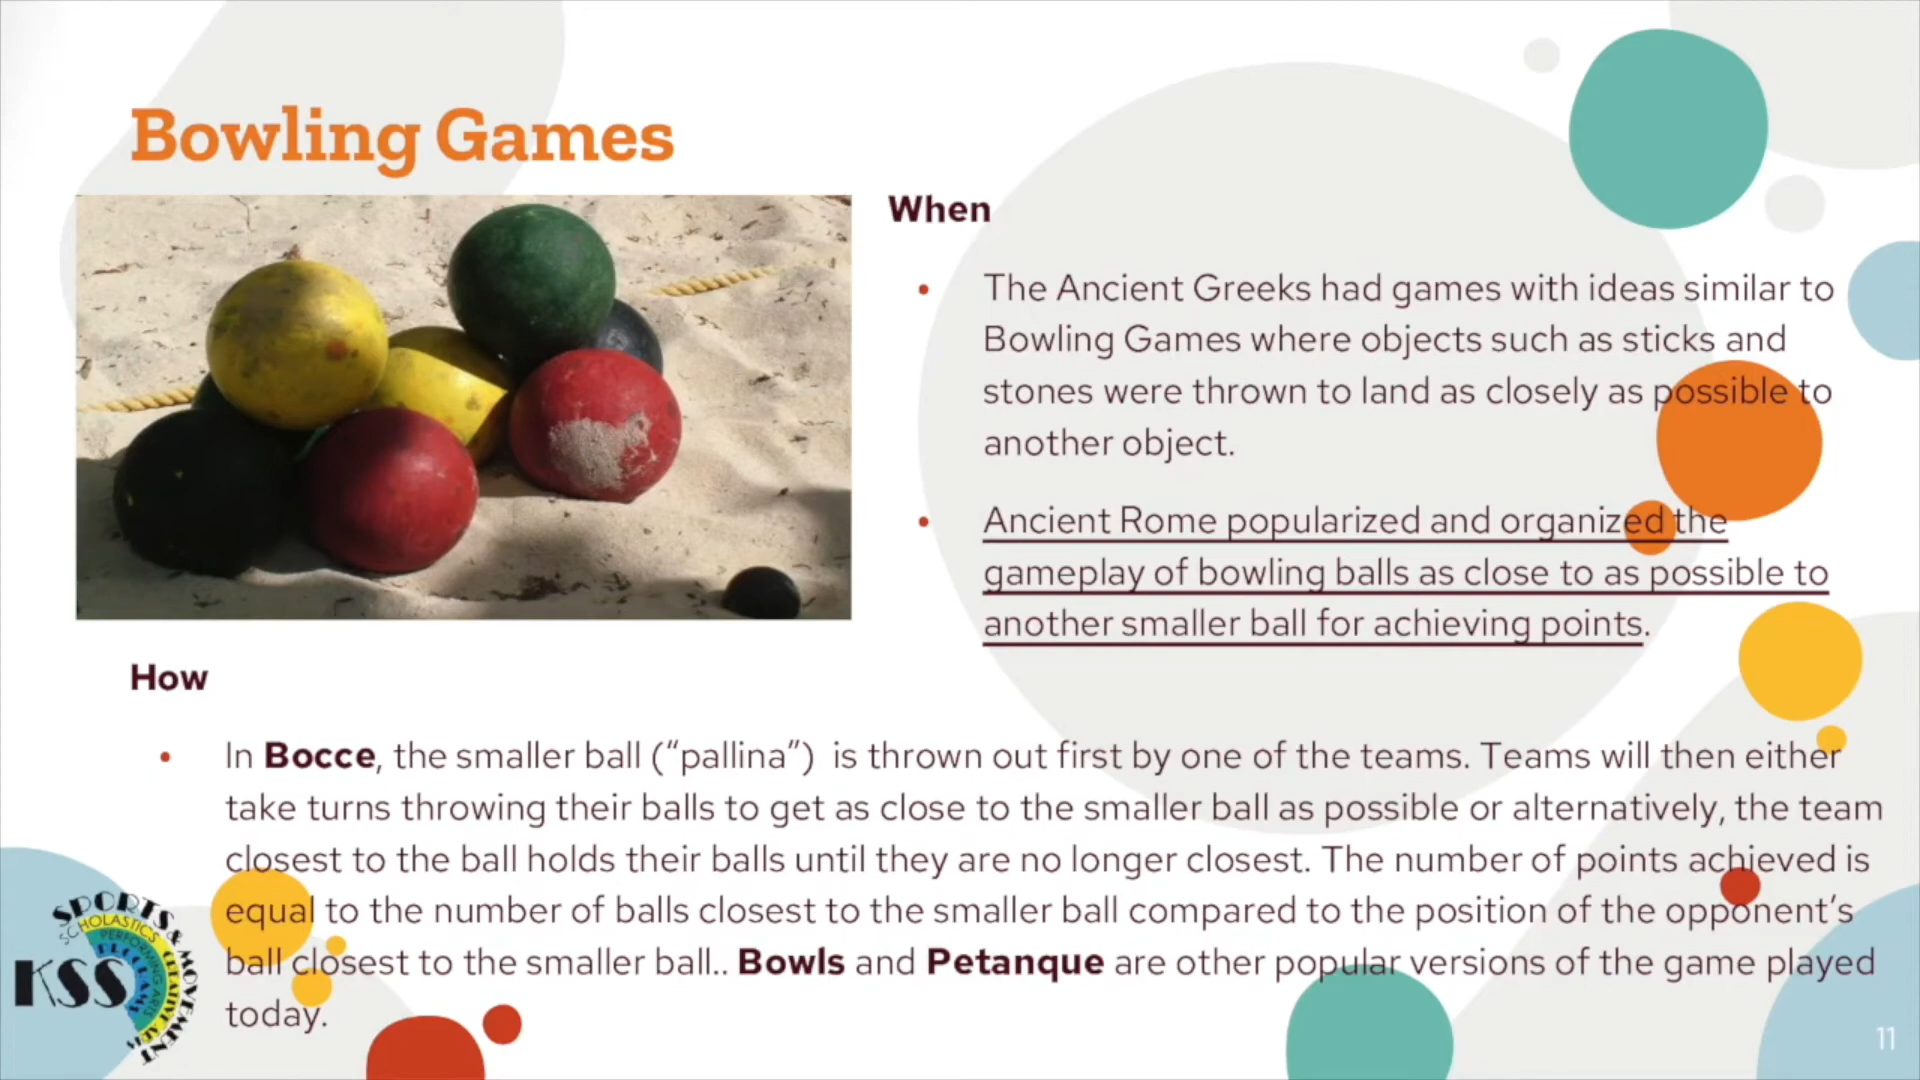 Bowling Games
When
• The Ancient Greeks had games with ideas similar to
Bowling Games where objects such as sticks and
stones were thrown to land as closely as possible to
another object.
• Ancient Rome popularized and organized the
gameplay of bowling balls as close to as possible to
another smaller ball for achieving points.
How
• In Bocce, the smaller ball (“pallina”)  is thrown out first by one of the teams. Teams will then either
take turns throwing their balls to get as close to the smaller ball as possible or alternatively, the team
closest to the ball holds their balls until they are no longer closest. The number of points achieved is
equal to the number of balls closest to the smaller ball compared to the position of the opponent’s
ball closest to the smaller ball.. Bowls and Petanque are other popular versions of the game played
today.
SPORTS & MOVEMENT
SCHOLASTICS CREATIVE ARTS
PERFORMING ARTS
PROGRAMS
KSS
11